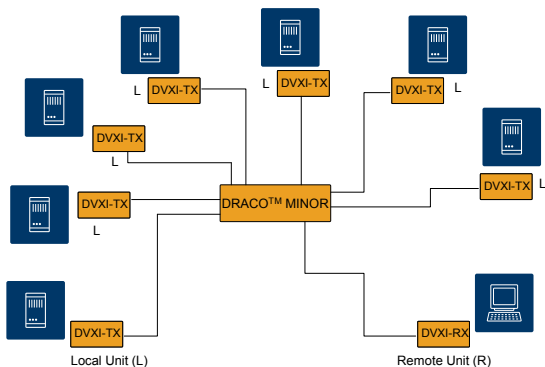 L DVXI-TX
L DVXI-TX
DVXI-TX L
DVXI-TX
L
DVXI-TX L
DVXI-TX
L
DRACO™ MINOR
DVXI-TX
DVXI-RX
Local Unit (L)
Remote Unit (R)